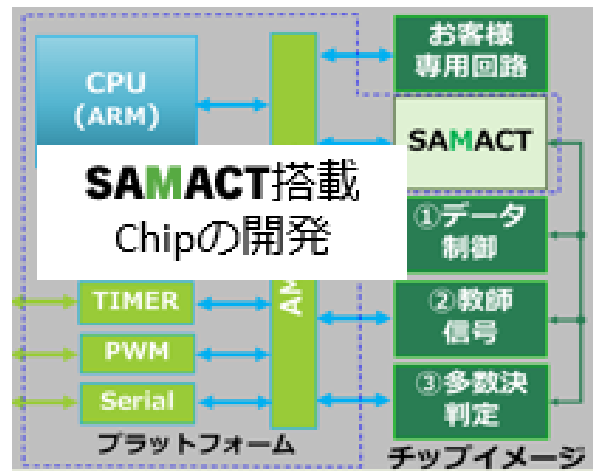 お客様
専用回路
CPU
(ARM)
SAMACT
SAMACT搭載
Chipの開発
①データ
制御
TIMER
②教師
信号
PWM
Serial
③多数決
判定
プラットフォーム
チップイメージ